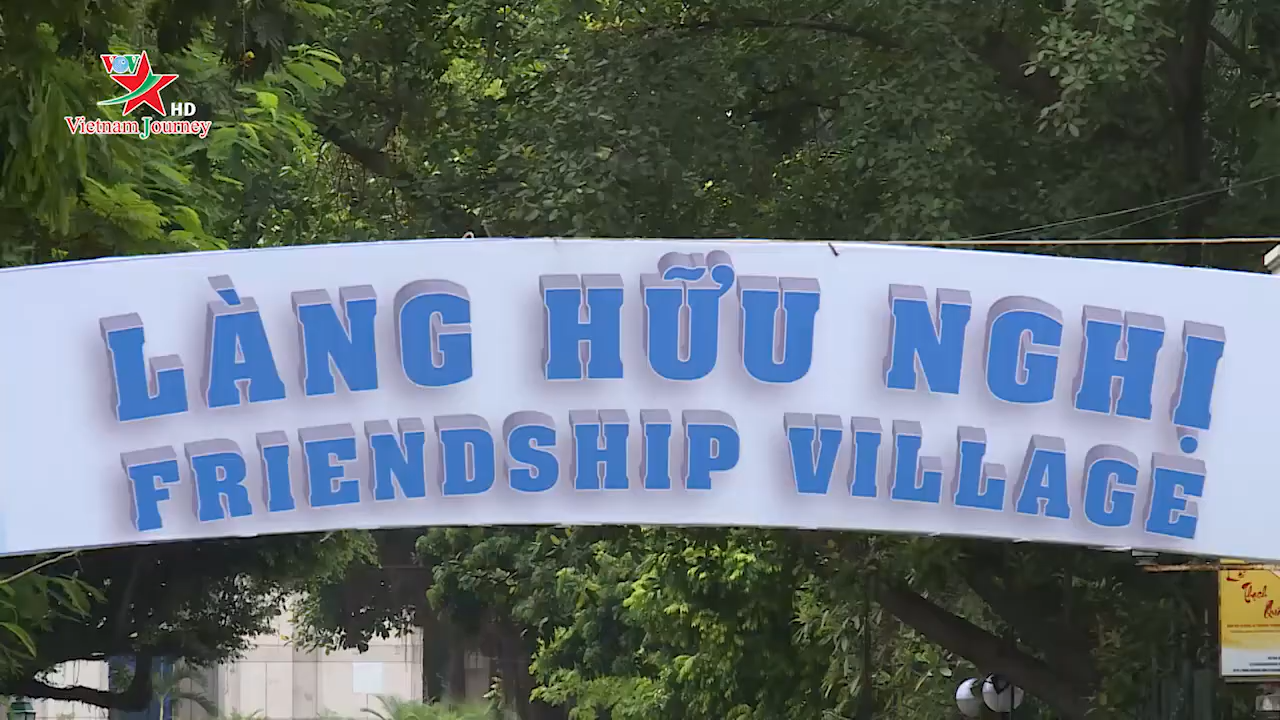 VOV
HD
Vietnam Journey
LÀNG HỮU NGHỊ
FRIENDSHIP VILLAGE